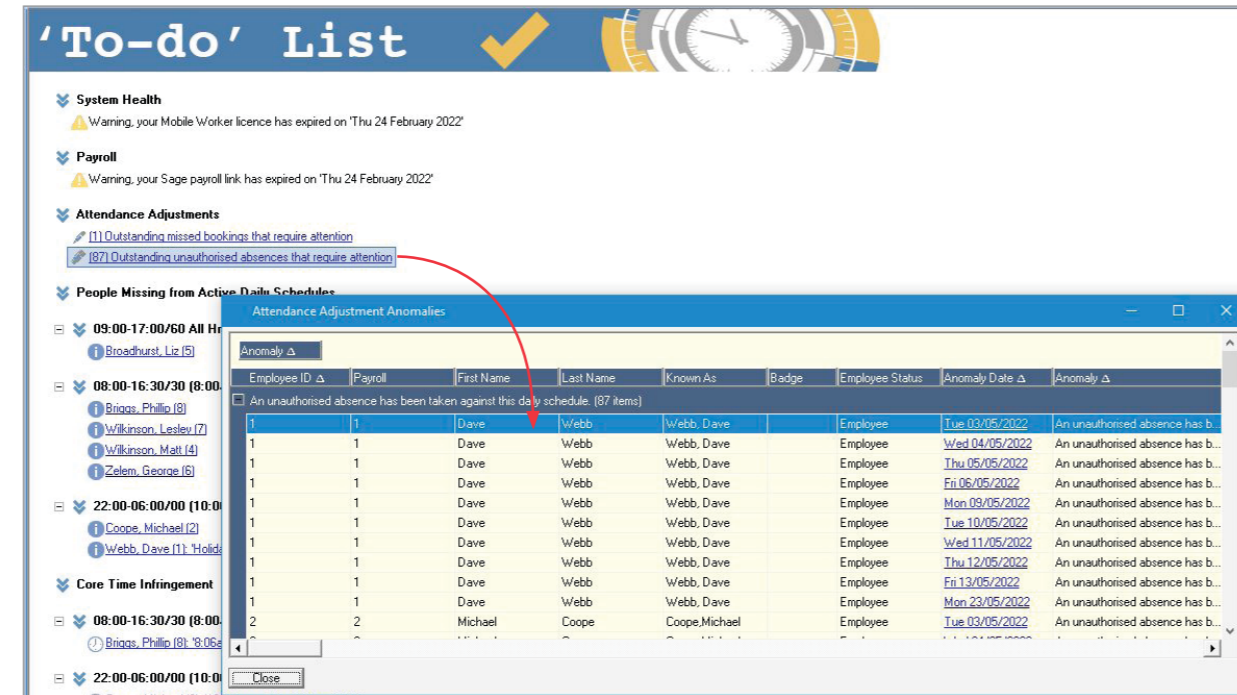 'To-do' List
System Health
Warning, your Mobile Worker licence has expired on 'Thu 24 February 2022'
Payroll
Warning, your Sage payroll link has expired on 'Thu 24 February 2022'
Attendance Adjustments
[1] Outstanding missed bookings that require attention
[87] Outstanding unauthorised absences that require attention
People Missing from Active Daily Schedules
09:00-17:00/60 All Hr
Broadhurst, Liz [5]
08:00-16:30/30 (8:00
Briggs, Phillip [8]
Wilkinson, Lesley [7]
Wilkinson, Matt [4]
Zelem, George [6]
22:00-06:00/00 (10:0
Coope, Michael [2]
Webb, Dave [1]: 'Holida
Core Time Infringement
08:00-16:30/30 (8:00
Briggs, Phillip [8]: '8:06a
22:00-06:00/00 (10:0
Attendance Adjustment Anomalies
Anomaly
Employee ID Payroll First Name Last Name Known As Badge Employee Status Anomaly Date Anomaly
An unauthorised absence has been taken against this daily schedule. (87 items)
1 1 Dave Webb Webb, Dave Employee Tue 03/05/2022 An unauthorised absence has b...
1 1 Dave Webb Webb, Dave Employee Wed 04/05/2022 An unauthorised absence has b...
1 1 Dave Webb Webb, Dave Employee Thu 05/05/2022 An unauthorised absence has b...
1 1 Dave Webb Webb, Dave Employee Fri 06/05/2022 An unauthorised absence has b...
1 1 Dave Webb Webb, Dave Employee Mon 09/05/2022 An unauthorised absence has b...
1 1 Dave Webb Webb, Dave Employee Tue 10/05/2022 An unauthorised absence has b...
1 1 Dave Webb Webb, Dave Employee Wed 11/05/2022 An unauthorised absence has b...
1 1 Dave Webb Webb, Dave Employee Thu 12/05/2022 An unauthorised absence has b...
1 1 Dave Webb Webb, Dave Employee Fri 13/05/2022 An unauthorised absence has b...
1 1 Dave Webb Webb, Dave Employee Mon 23/05/2022 An unauthorised absence has b...
2 2 Michael Coope Coope,Michael Employee Tue 03/05/2022 An unauthorised absence has b...
Close